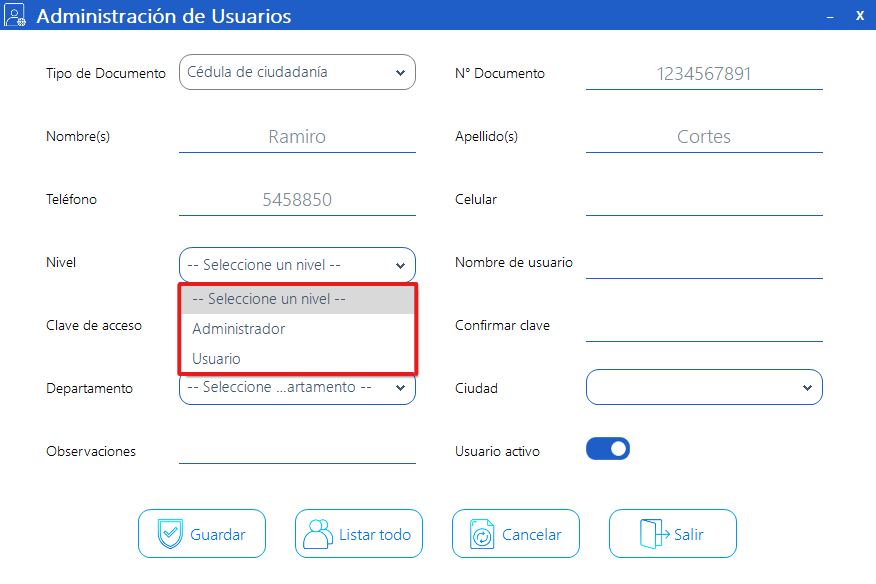 Administración de Usuarios
Tipo de Documento Cédula de ciudadanía N° Documento 1234567891
Nombre(s) Ramiro Apellido(s) Cortes
Teléfono 5458850 Celular
Nivel -- Seleccione un nivel -- Nombre de usuario
-- Seleccione un nivel --
Clave de acceso Administrador Confirmar clave
Usuario
Departamento -- Seleccione ...artamento -- Ciudad
Observaciones Usuario activo
Guardar Listar todo Cancelar Salir